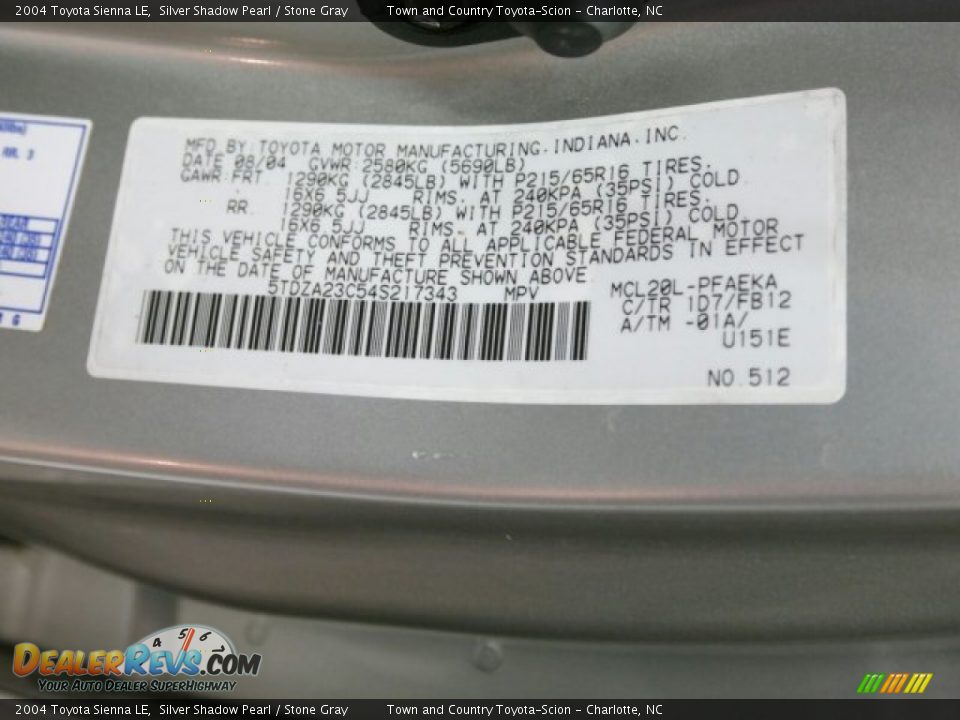 2004 Toyota Sienna LE, Silver Shadow Pearl / Stone Gray Town and Country Toyota-Scion - Charlotte, NC
MFD.BY:TOYOTA MOTOR MANUFACTURING.INDIANA.INC.
DATE 08/04 GVWR:2580KG (5690LB)
GAWR:FRT. 1290KG (2845LB) WITH P215/65R16 TIRES.
16X6.5JJ RIMS. AT 240KPA (35PSI) COLD
RR. 1290KG (2845LB) WITH P215/65R16 TIRES.
16X6.5JJ RIMS. AT 240KPA (35PSI) COLD
THIS VEHICLE CONFORMS TO ALL APPLICABLE FEDERAL MOTOR
VEHICLE SAFETY AND THEFT PREVENTION STANDARDS IN EFFECT
ON THE DATE OF MANUFACTURE SHOWN ABOVE
5TDZA23C54S217343 MPV
MCL20L-PFAEKA
C/TR 1D7/FB12
A/TM -01A/
U151E
NO.512
4 5 6
DEALERREVS.COM
YOUR AUTO DEALER SUPERHIGHWAY
2004 Toyota Sienna LE, Silver Shadow Pearl / Stone Gray Town and Country Toyota-Scion - Charlotte, NC